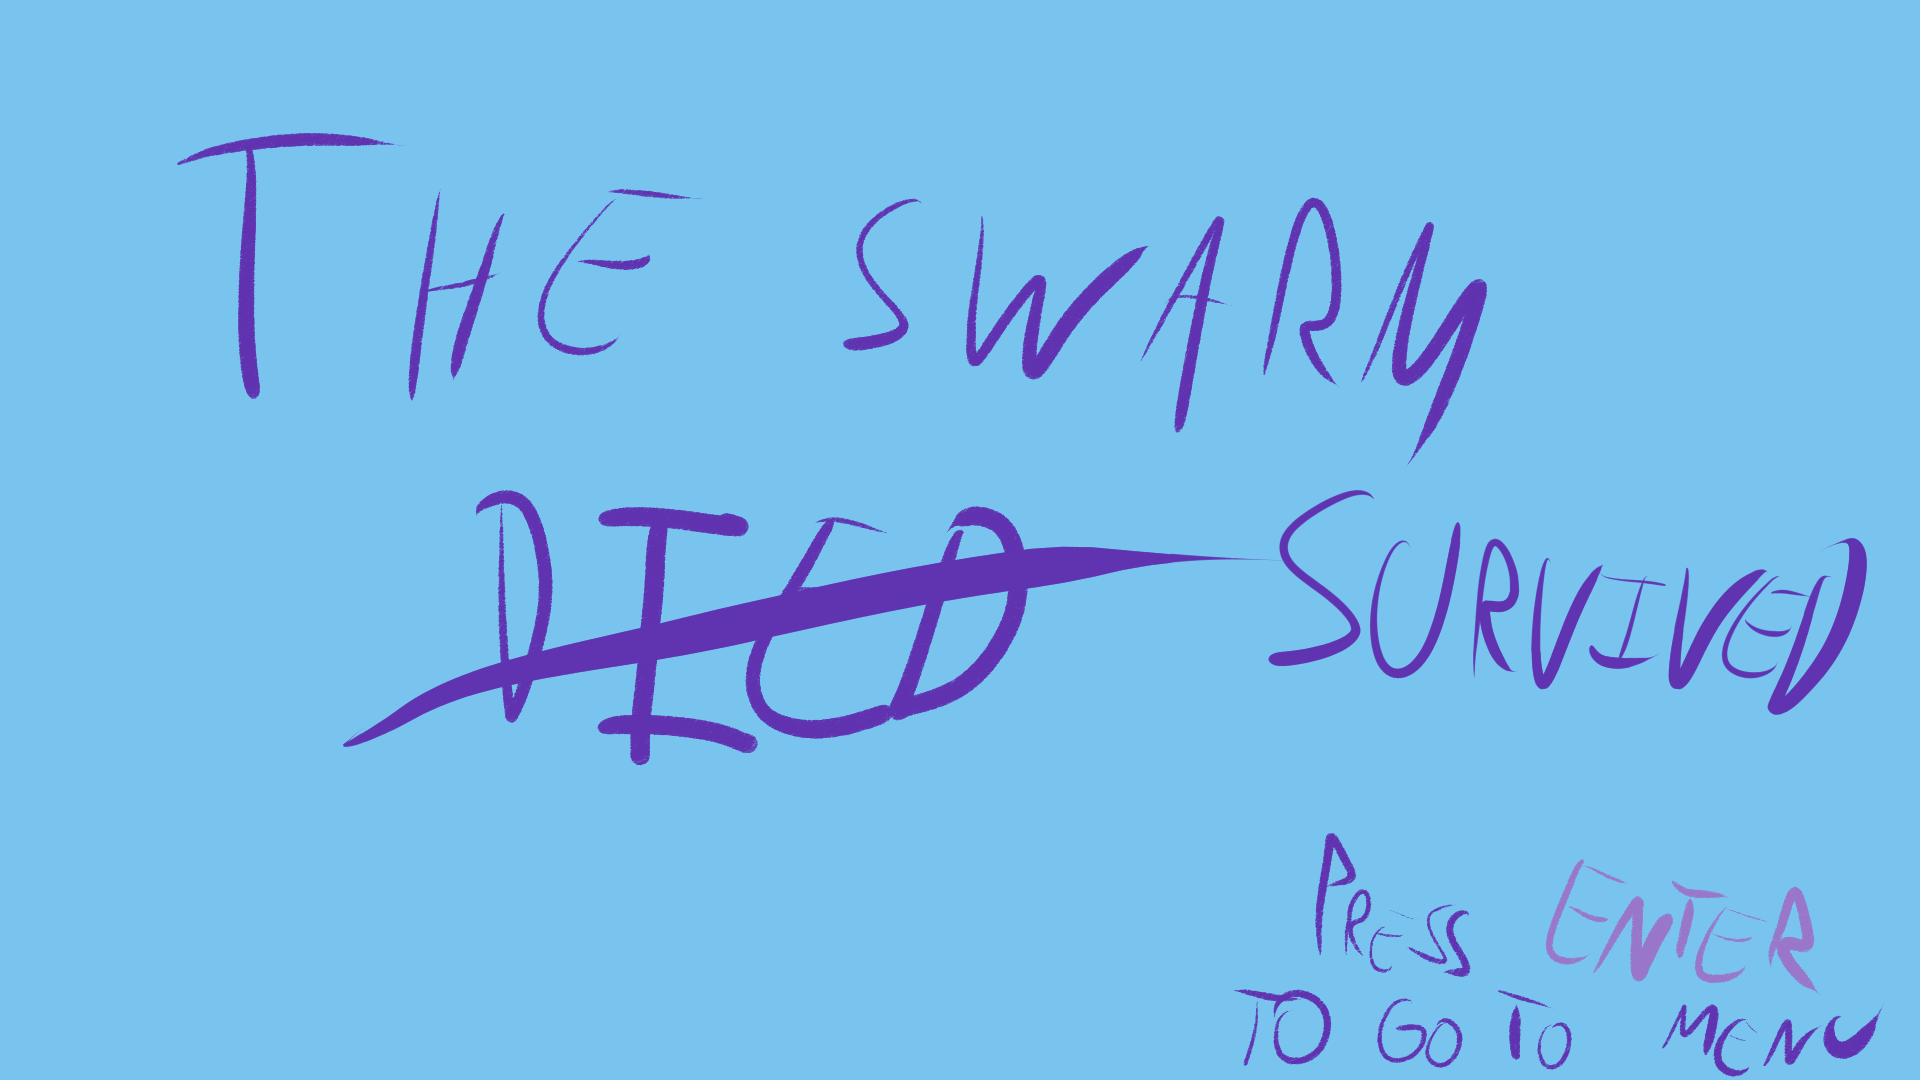 THE SWARM
DIED SURVIVED
PRESS ENTER
TO GO TO MENU